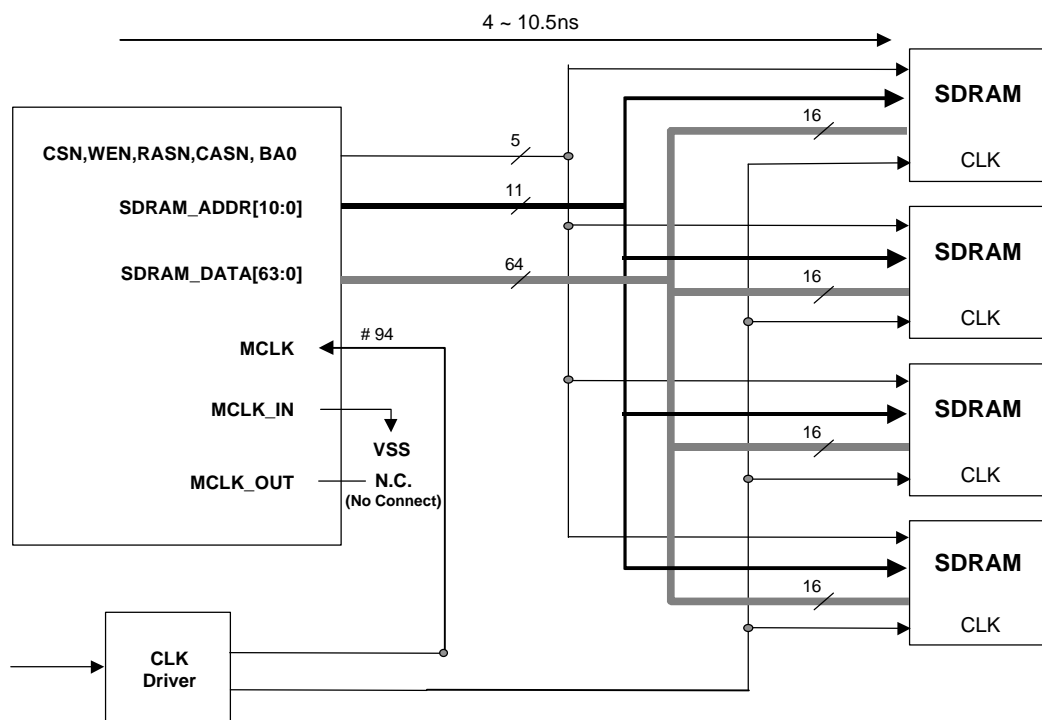 4 ~ 10.5ns
SDRAM
16
CLK
CSN,WEN,RASN,CASN, BA0
5
SDRAM_ADDR[10:0]
11
SDRAM_DATA[63:0]
64
SDRAM
16
CLK
MCLK
# 94
MCLK_IN
VSS
MCLK_OUT
N.C.
(No Connect)
SDRAM
16
CLK
SDRAM
16
CLK
CLK
Driver